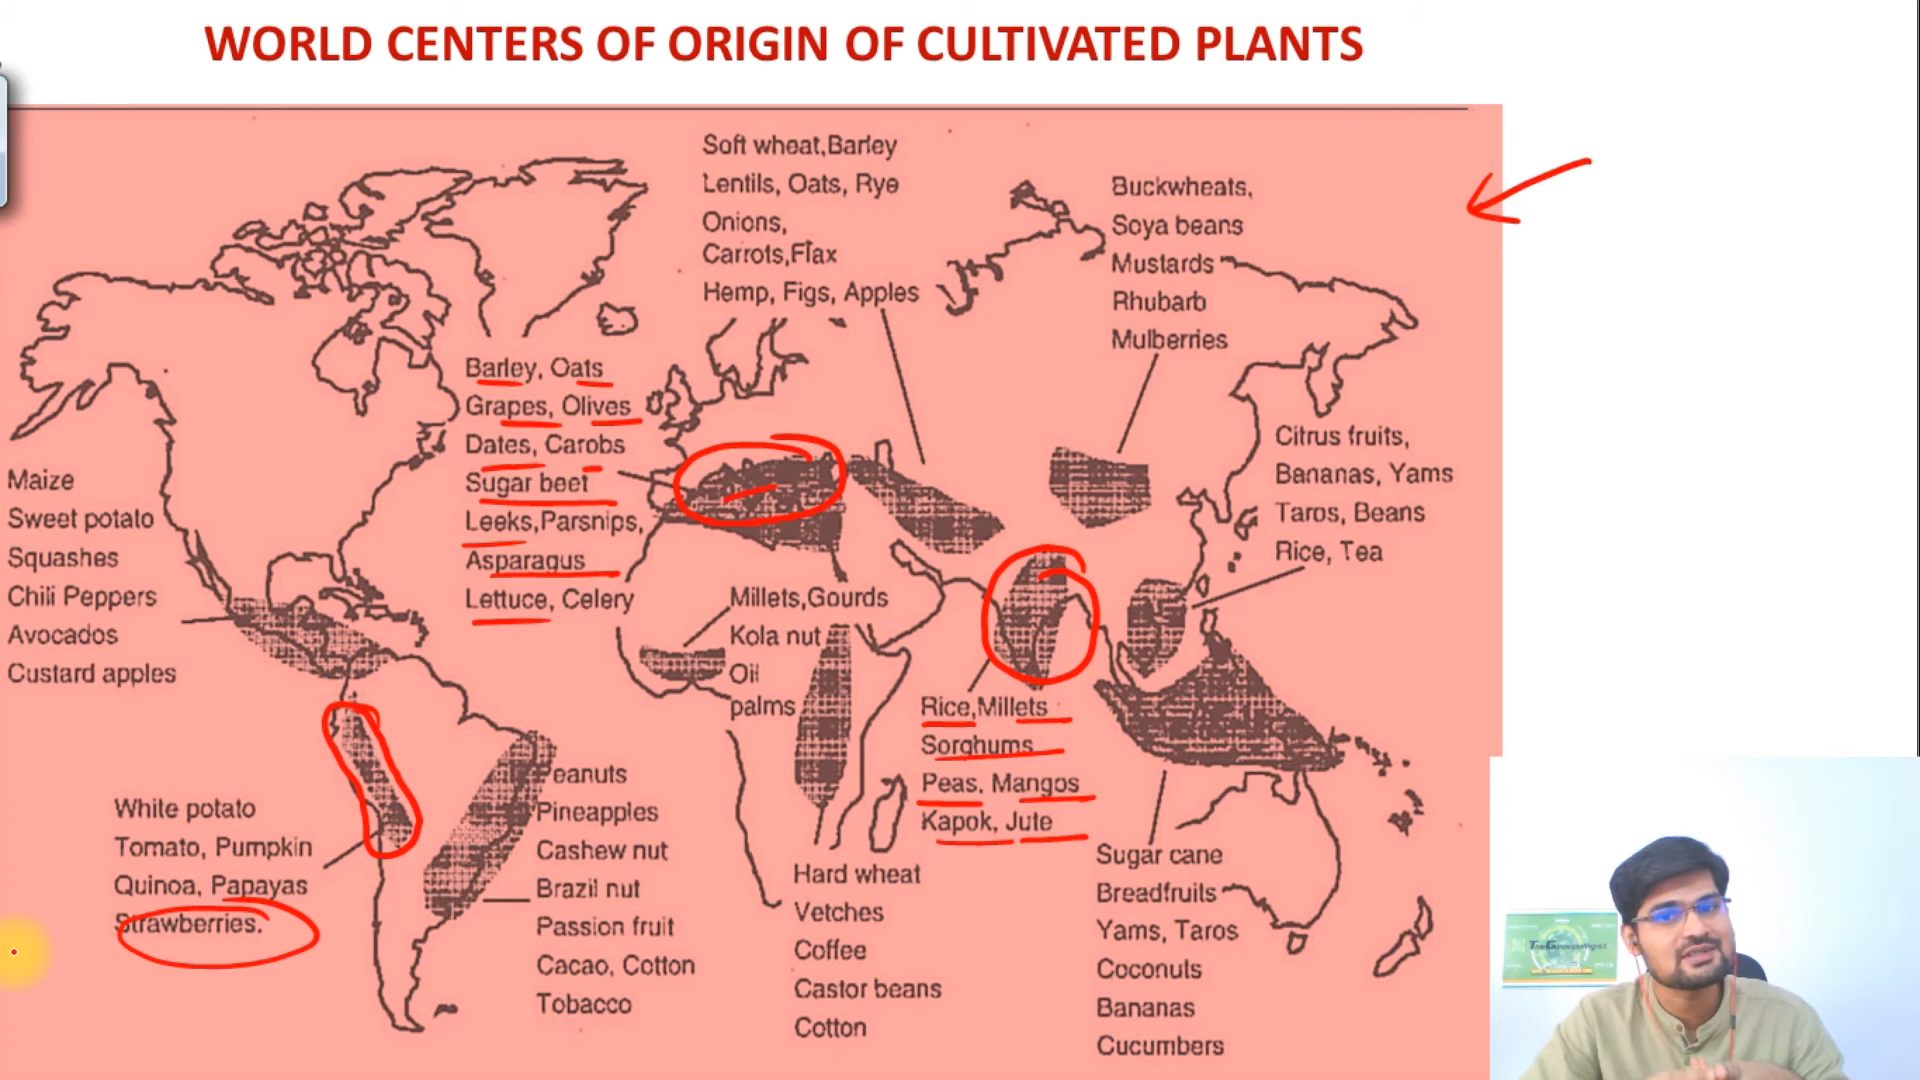 WORLD CENTERS OF ORIGIN OF CULTIVATED PLANTS
Soft wheat,Barley
Lentils, Oats, Rye
Onions,
Carrots,Flax
Hemp, Figs, Apples
Buckwheats,
Soya beans
Mustards
Rhubarb
Mulberries
Barley, Oats
Grapes, Olives
Dates, Carobs
Sugar beet
Leeks,Parsnips,
Asparagus
Lettuce, Celery
Citrus fruits,
Bananas, Yams
Taros, Beans
Rice, Tea
Maize
Sweet potato
Squashes
Chili Peppers
Avocados
Custard apples
Millets,Gourds
Kola nut
Oil
palms
Rice,Millets
Sorghums
Peas, Mangos
Kapok, Jute
White potato
Tomato, Pumpkin
Quinoa, Papayas
Strawberries.
Peanuts
Pineapples
Cashew nut
Brazil nut
Passion fruit
Cacao, Cotton
Tobacco
Hard wheat
Vetches
Coffee
Castor beans
Cotton
Sugar cane
Breadfruits
Yams, Taros
Coconuts
Bananas
Cucumbers